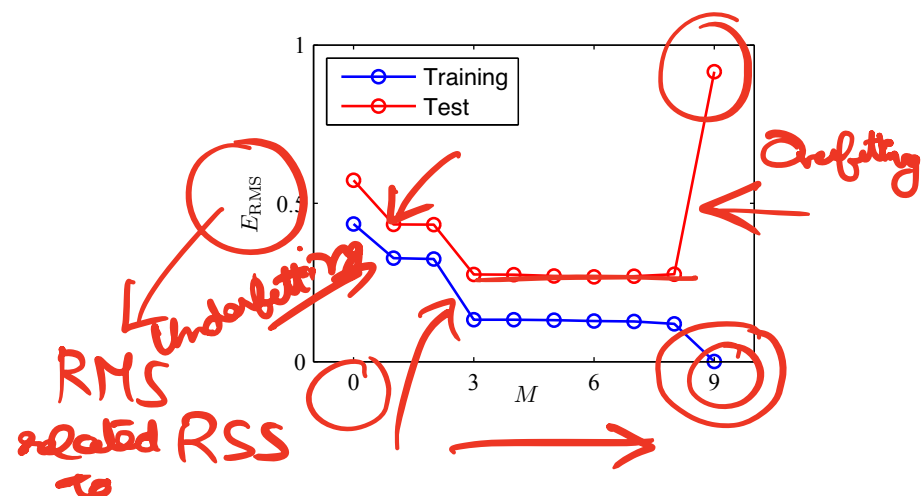 1
Training
Test
Overfitting
0.5
E_RMS
Underfitting
RMS
related RSS
to
0
0
3
6
9
M